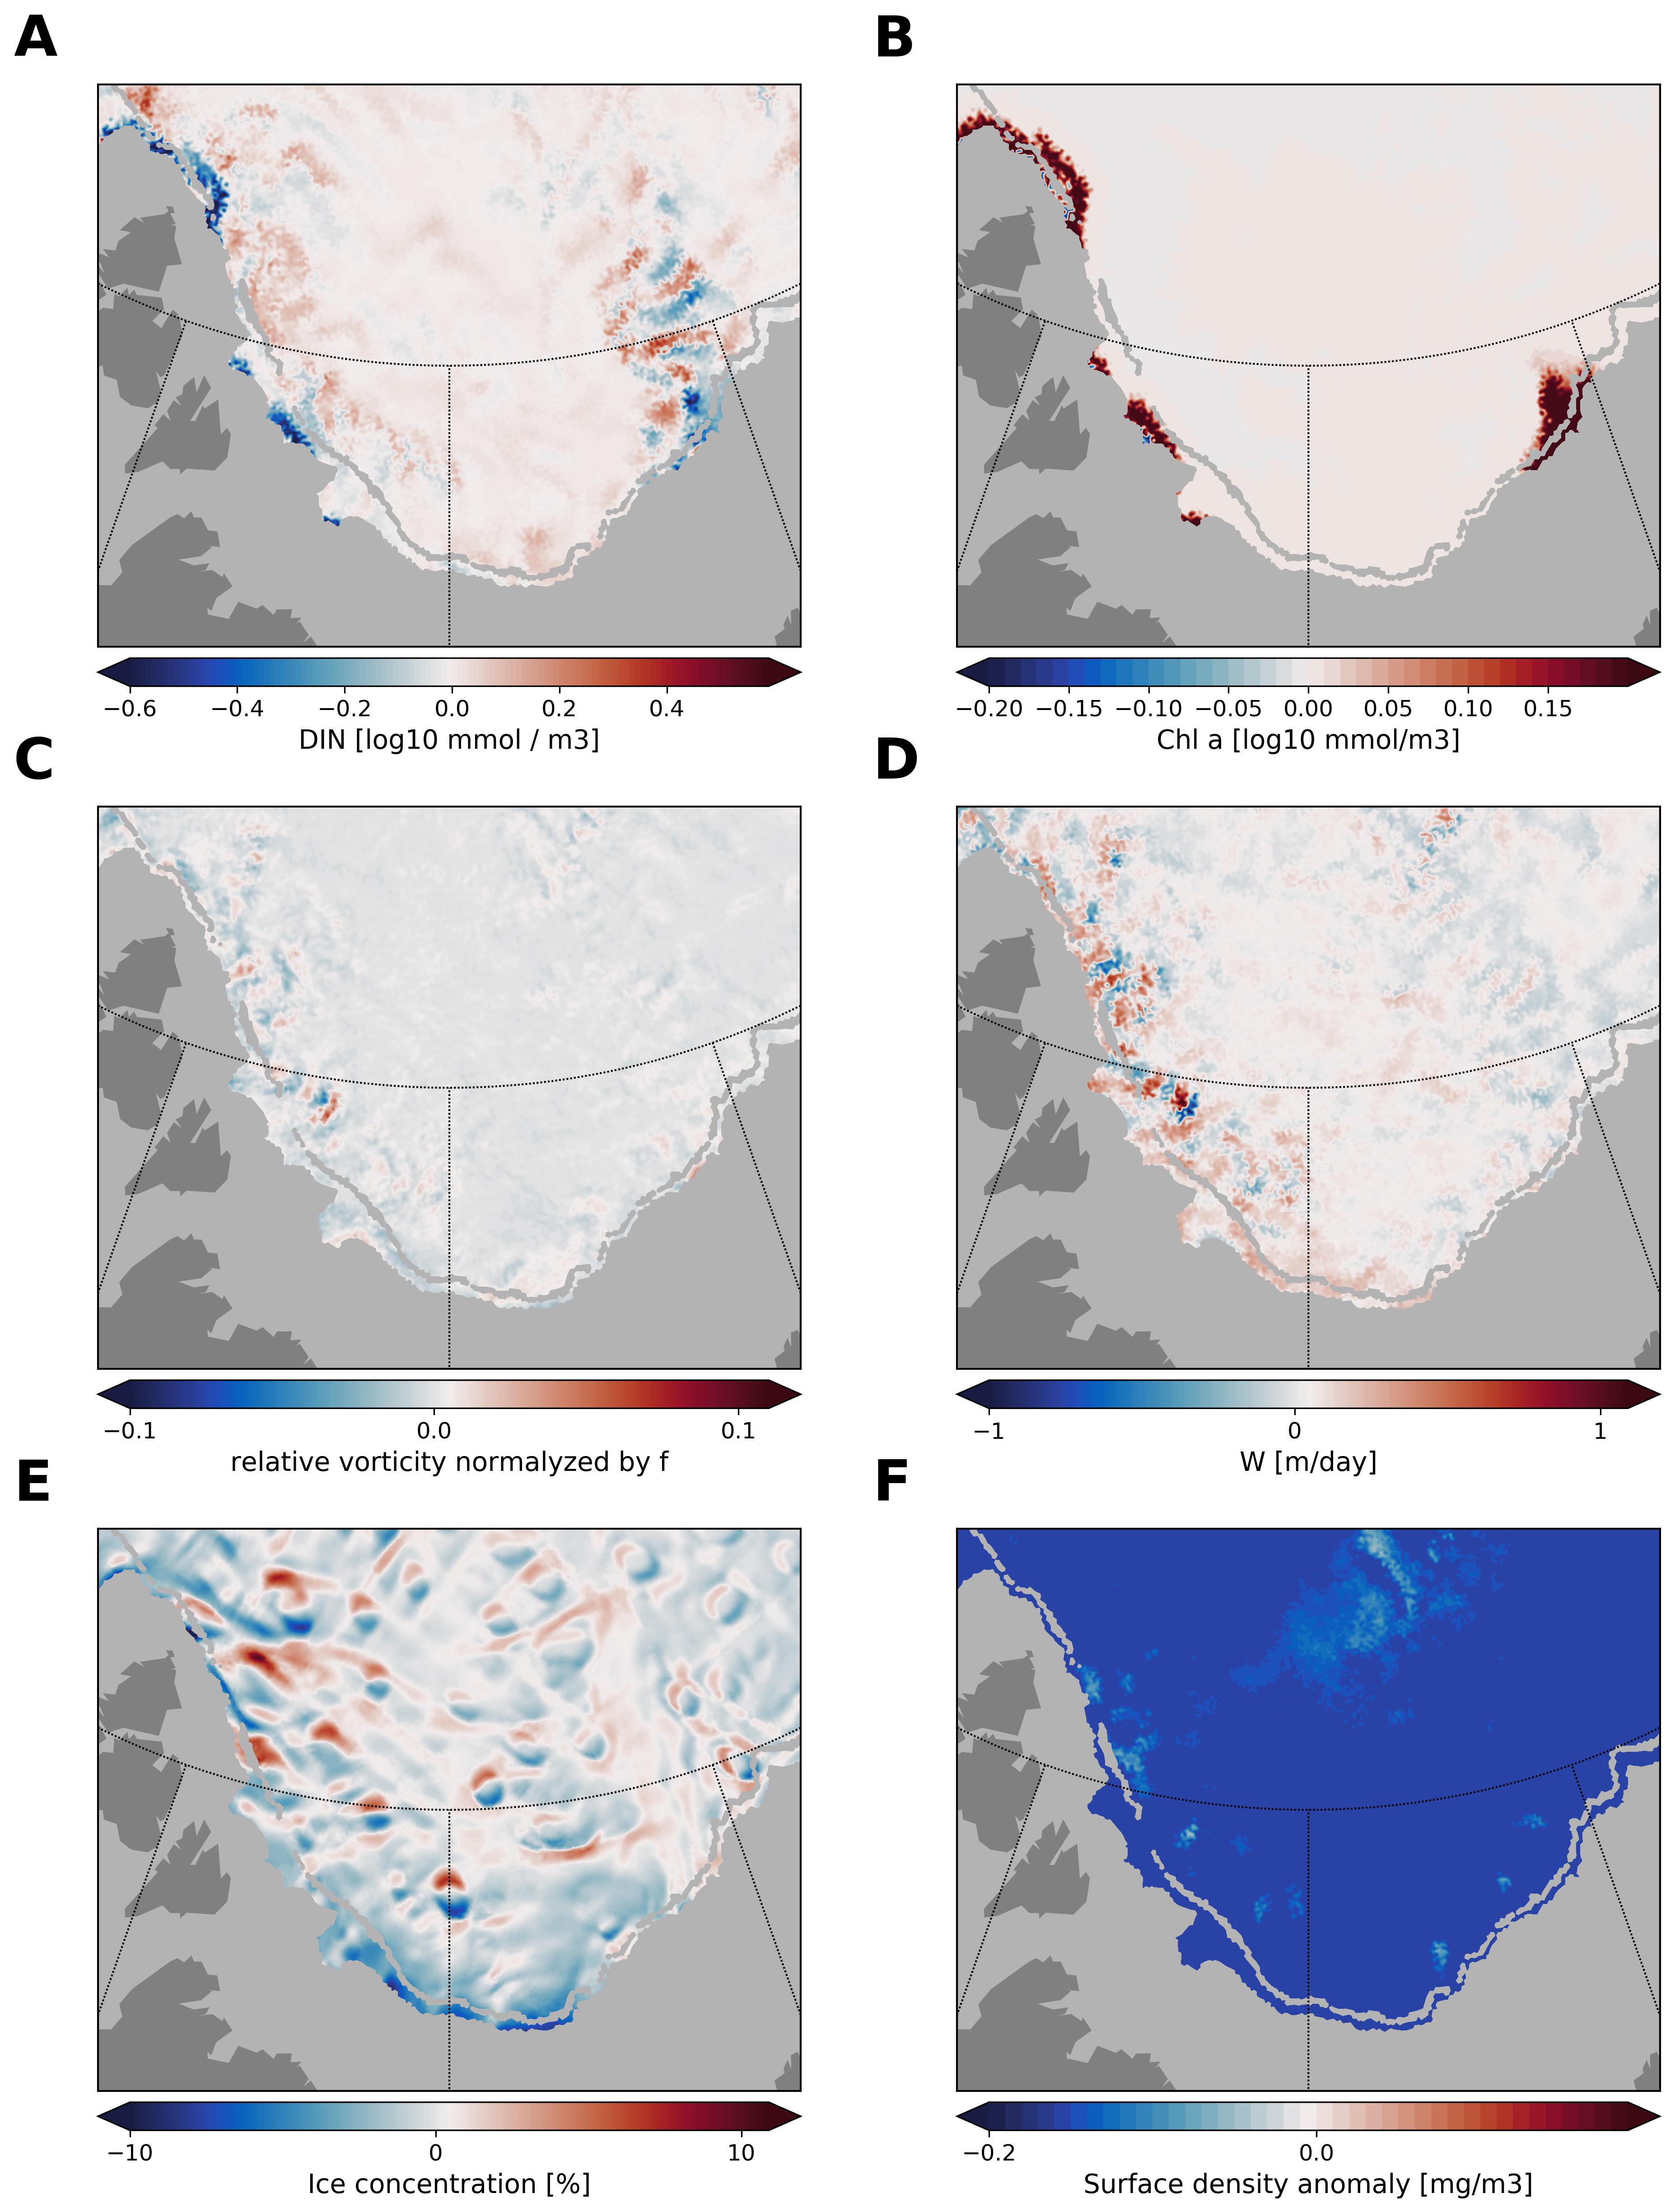 A
B
−0.6 −0.4 −0.2 0.0 0.2 0.4
DIN [log10 mmol / m3]
−0.20 −0.15 −0.10 −0.05 0.00 0.05 0.10 0.15
Chl a [log10 mmol/m3]
C
D
−0.1 0.0 0.1
relative vorticity normalyzed by f
−1 0 1
W [m/day]
E
F
−10 0 10
Ice concentration [%]
−0.2 0.0
Surface density anomaly [mg/m3]